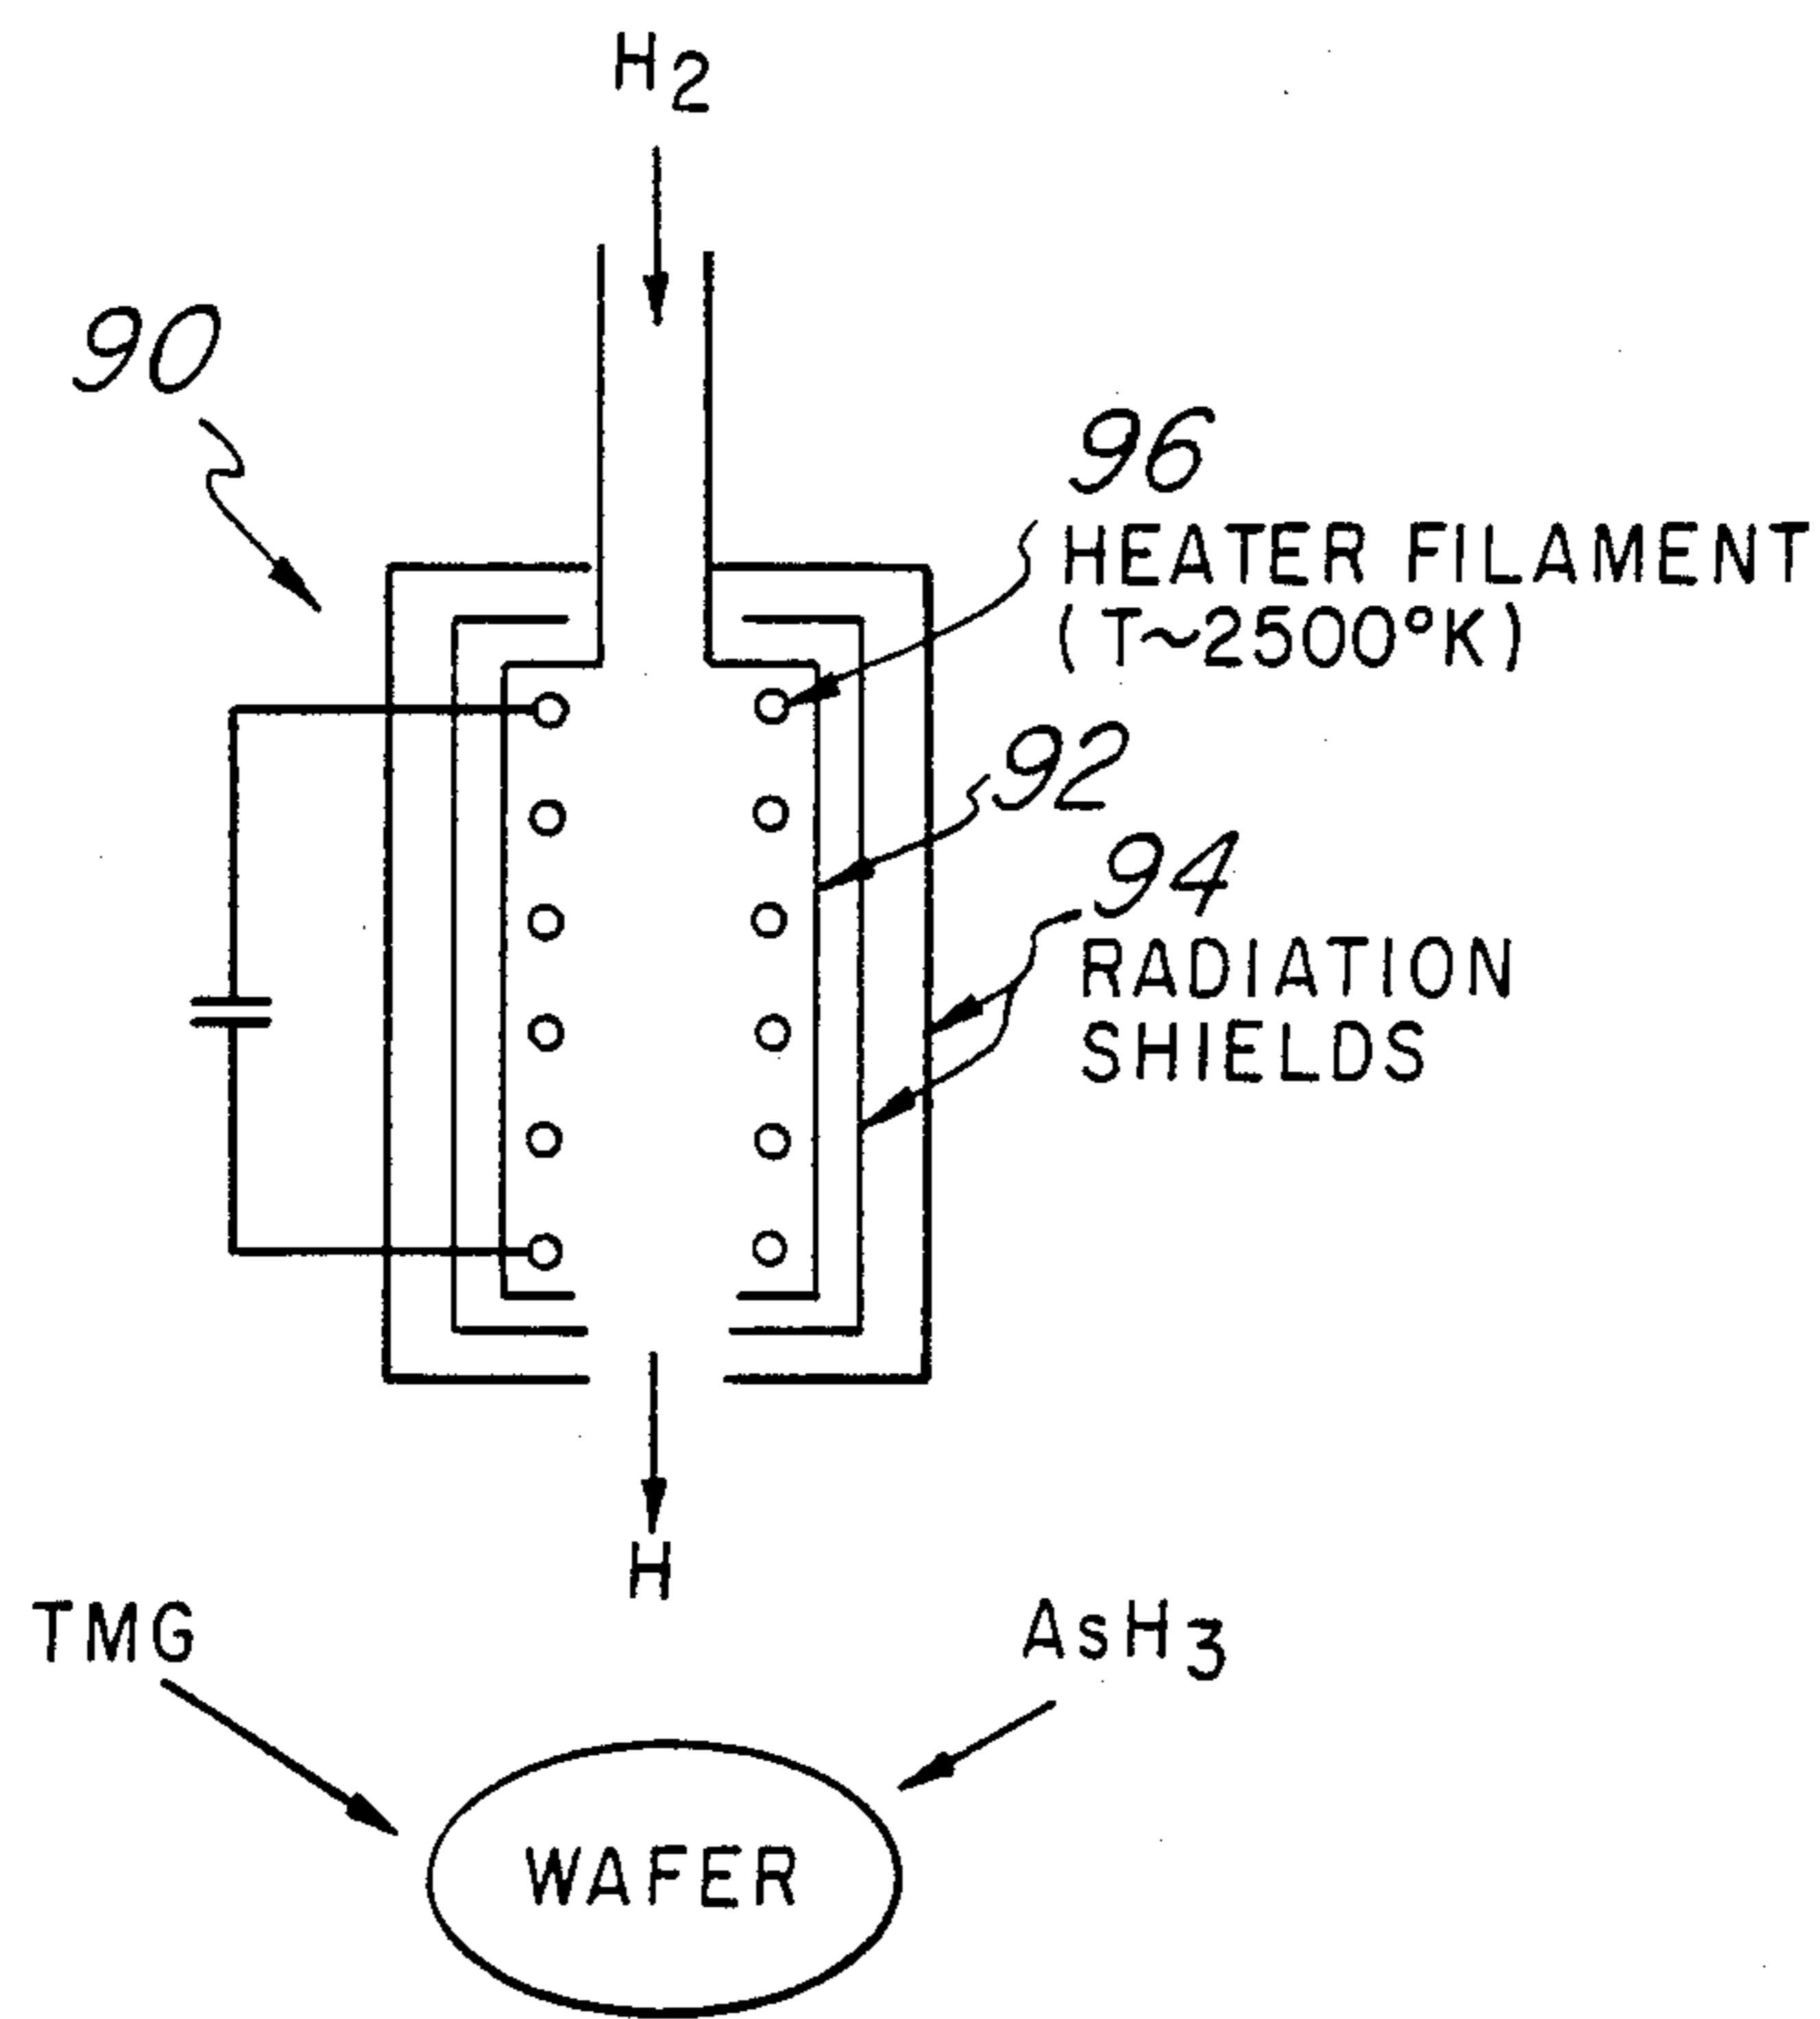 H2
90
96
HEATER FILAMENT
(T~2500°K)
92
94
RADIATION
SHIELDS
H
TMG
AsH3
WAFER